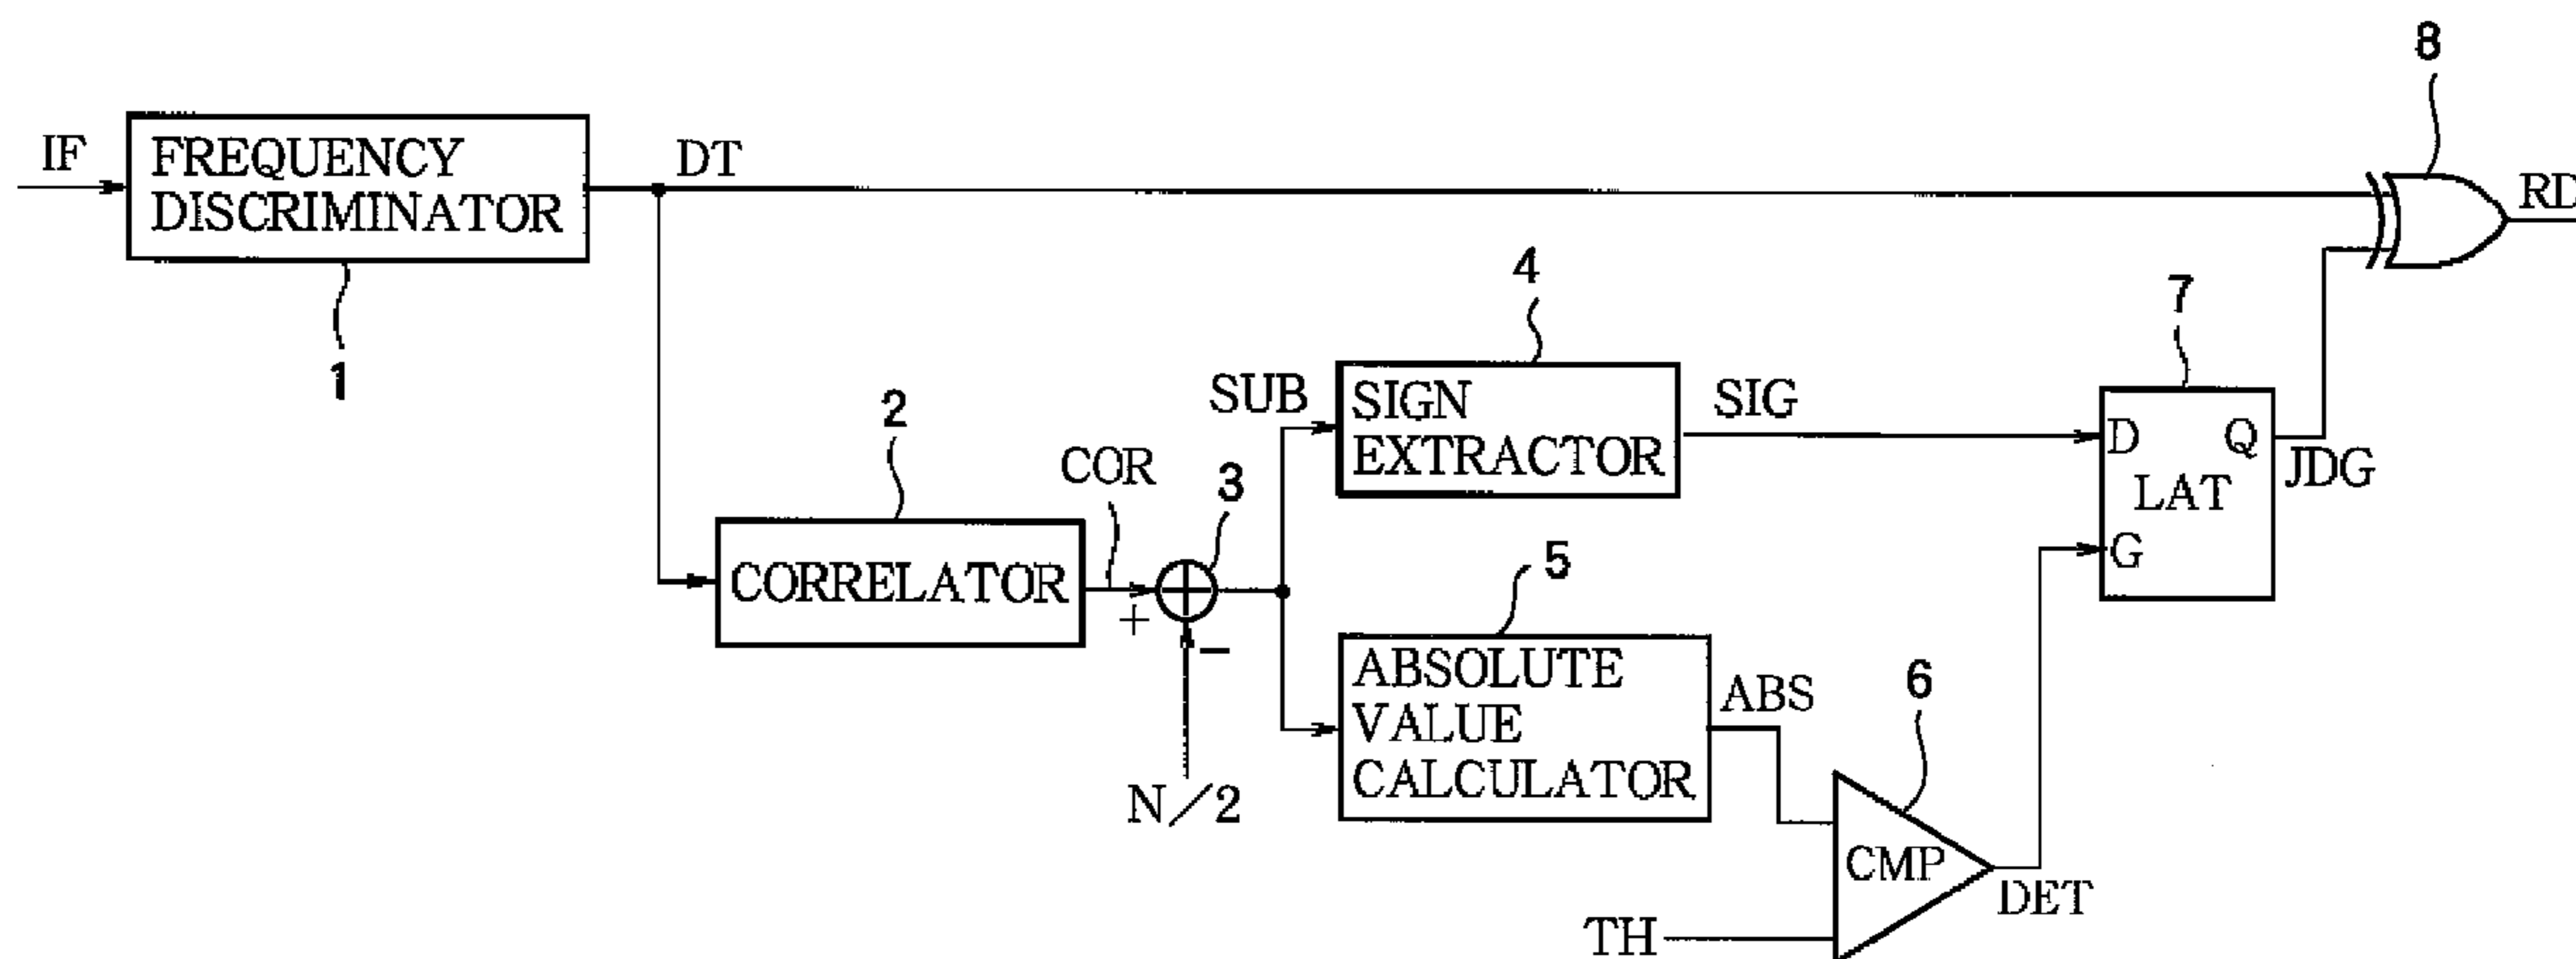 8
IF
FREQUENCY
DISCRIMINATOR
DT
RD
1
4
7
2
SUB
SIGN
EXTRACTOR
SIG
D
Q
LAT
G
JDG
COR
3
CORRELATOR
+
−
N/2
5
ABSOLUTE
VALUE
CALCULATOR
ABS
6
CMP
DET
TH